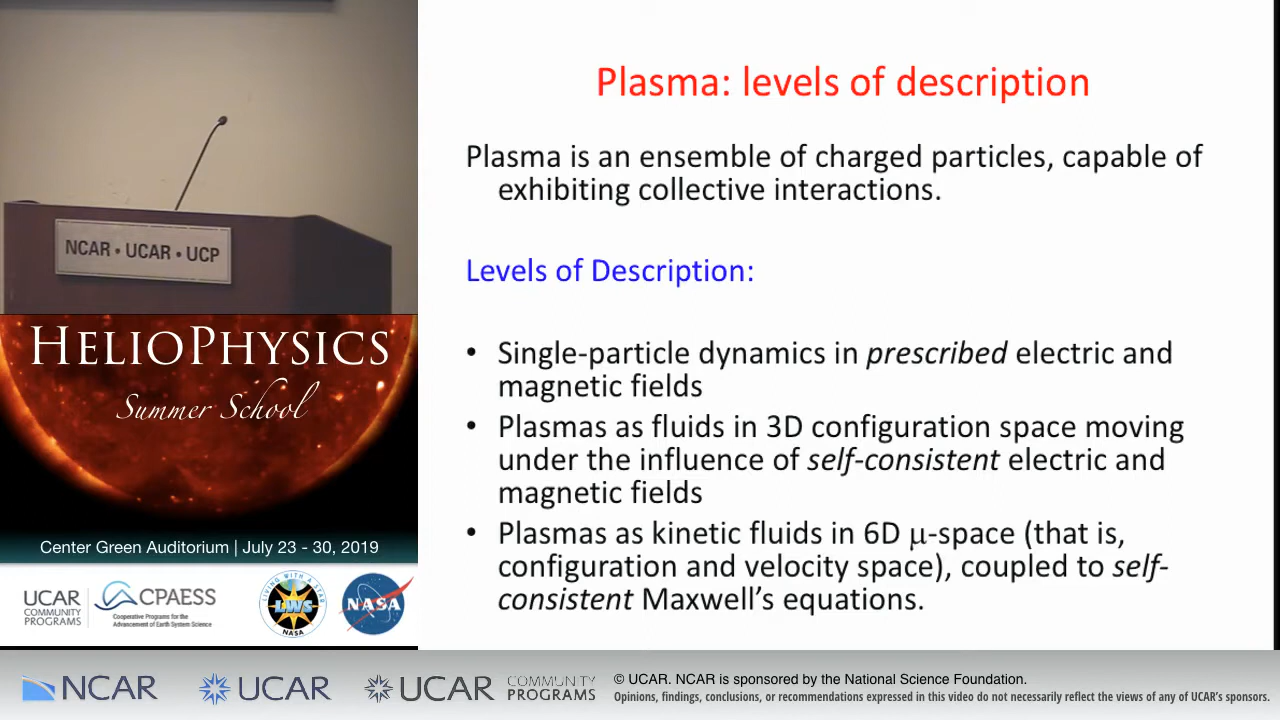 Plasma: levels of description
Plasma is an ensemble of charged particles, capable of
exhibiting collective interactions.
Levels of Description:
• Single-particle dynamics in prescribed electric and
magnetic fields
• Plasmas as fluids in 3D configuration space moving
under the influence of self-consistent electric and
magnetic fields
• Plasmas as kinetic fluids in 6D μ-space (that is,
configuration and velocity space), coupled to self-
consistent Maxwell's equations.
NCAR • UCAR • UCP
HELIOPHYSICS
Summer School
Center Green Auditorium | July 23 - 30, 2019
UCAR
COMMUNITY
PROGRAMS
CPAESS
Cooperative Programs for the
Advancement of Earth System Science
LIVING WITH A STAR
LWS
NASA
NASA
NCAR
UCAR
UCAR
COMMUNITY
PROGRAMS
© UCAR. NCAR is sponsored by the National Science Foundation.
Opinions, findings, conclusions, or recommendations expressed in this video do not necessarily reflect the views of any of UCAR's sponsors.